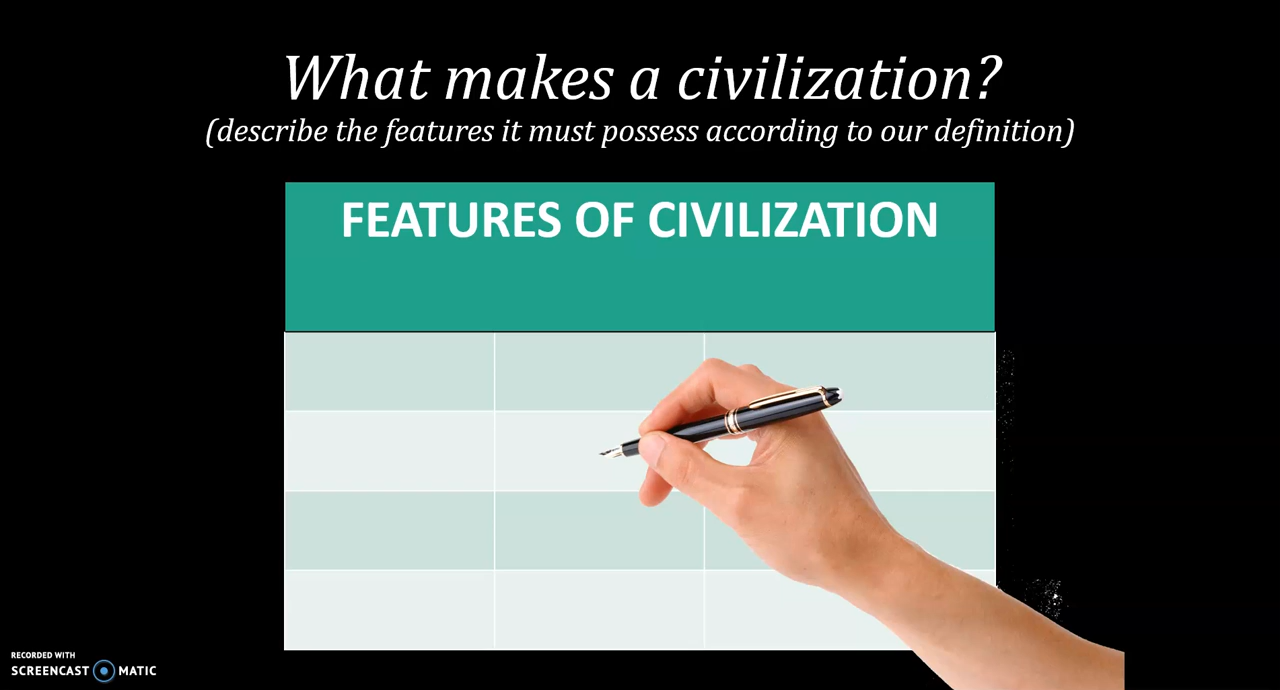 What makes a civilization?
(describe the features it must possess according to our definition)
FEATURES OF CIVILIZATION
RECORDED WITH
SCREENCAST MATIC